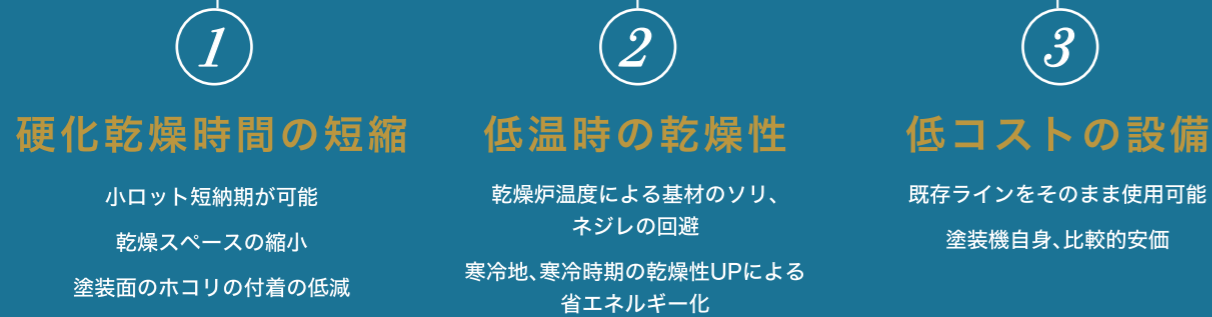 1
硬化乾燥時間の短縮
小ロット短納期が可能
乾燥スペースの縮小
塗装面のホコリの付着の低減
2
低温時の乾燥性
乾燥炉温度による基材のソリ、
ネジレの回避
寒冷地、寒冷時期の乾燥性UPによる
省エネルギー化
3
低コストの設備
既存ラインをそのまま使用可能
塗装機自身、比較的安価